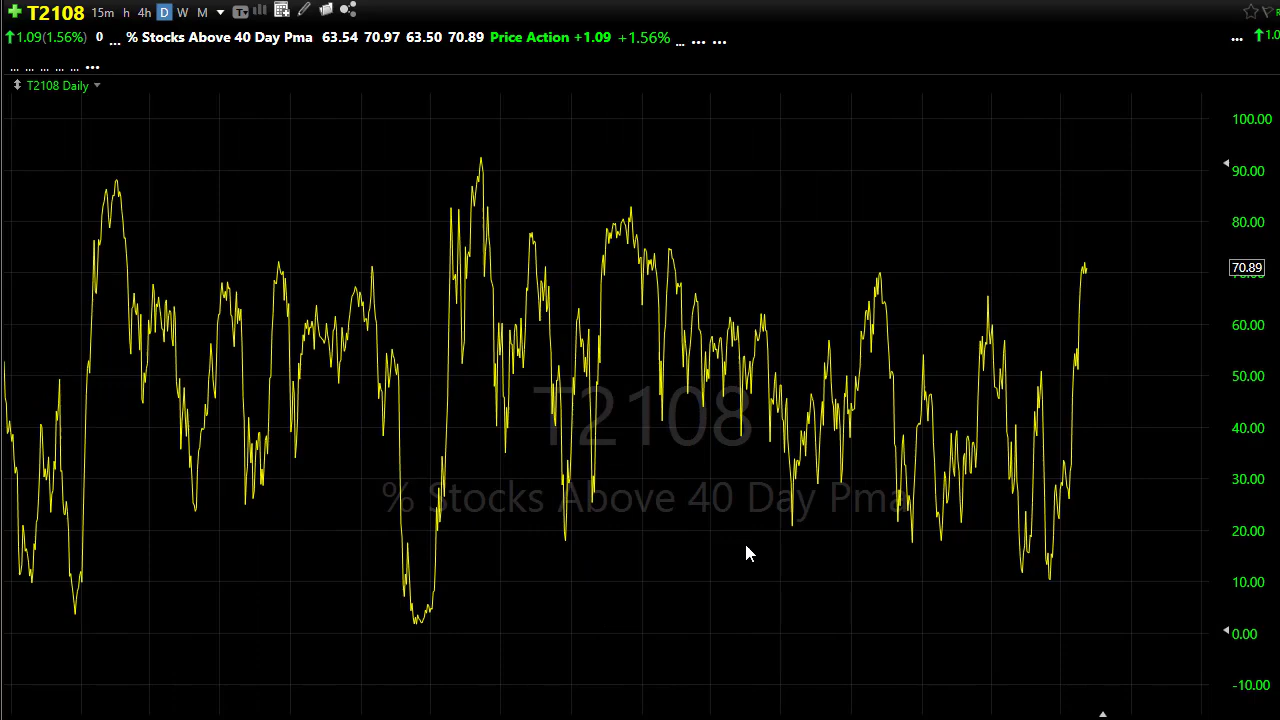 T2108 15m h 4h D W M T
1.09(1.56%) 0 ... % Stocks Above 40 Day Pma 63.54 70.97 63.50 70.89 Price Action +1.09 +1.56% ... ... ... ...
... ... ... ... ... ...
T2108 Daily
100.00
90.00
80.00
70.89
60.00
50.00
40.00
30.00
20.00
10.00
0.00
-10.00
T2108
% Stocks Above 40 Day Pma